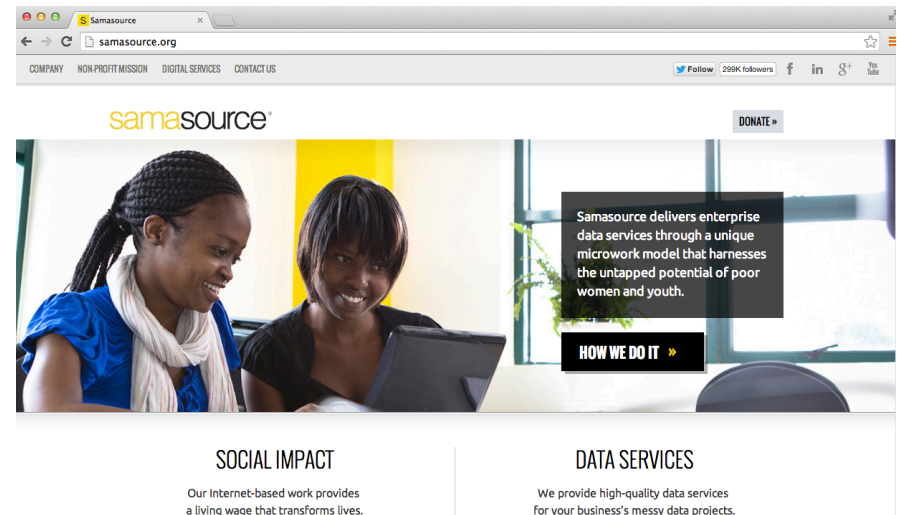 Samasource
samasource.org
COMPANY NON-PROFIT MISSION DIGITAL SERVICES CONTACT US
Follow 299K followers f in g+ You Tube
samasource
DONATE »
Samasource delivers enterprise
data services through a unique
microwork model that harnesses
the untapped potential of poor
women and youth.
HOW WE DO IT »
SOCIAL IMPACT
Our Internet-based work provides
a living wage that transforms lives.
DATA SERVICES
We provide high-quality data services
for your business's messy data projects.